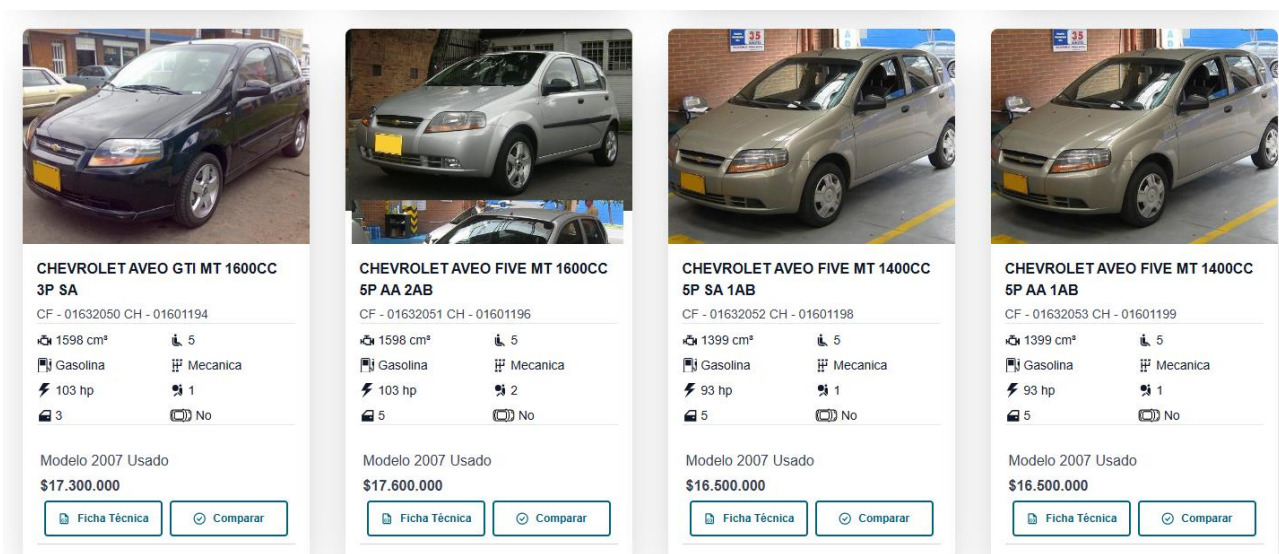 35
35
CHEVROLET AVEO GTI MT 1600CC
3P SA
CF - 01632050 CH - 01601194
1598 cm³
5
Gasolina
Mecanica
103 hp
1
3
No
Modelo 2007 Usado
$17.300.000
Ficha Técnica
Comparar
CHEVROLET AVEO FIVE MT 1600CC
5P AA 2AB
CF - 01632051 CH - 01601196
1598 cm³
5
Gasolina
Mecanica
103 hp
2
5
No
Modelo 2007 Usado
$17.600.000
Ficha Técnica
Comparar
CHEVROLET AVEO FIVE MT 1400CC
5P SA 1AB
CF - 01632052 CH - 01601198
1399 cm³
5
Gasolina
Mecanica
93 hp
1
5
No
Modelo 2007 Usado
$16.500.000
Ficha Técnica
Comparar
CHEVROLET AVEO FIVE MT 1400CC
5P AA 1AB
CF - 01632053 CH - 01601199
1399 cm³
5
Gasolina
Mecanica
93 hp
1
5
No
Modelo 2007 Usado
$16.500.000
Ficha Técnica
Comparar